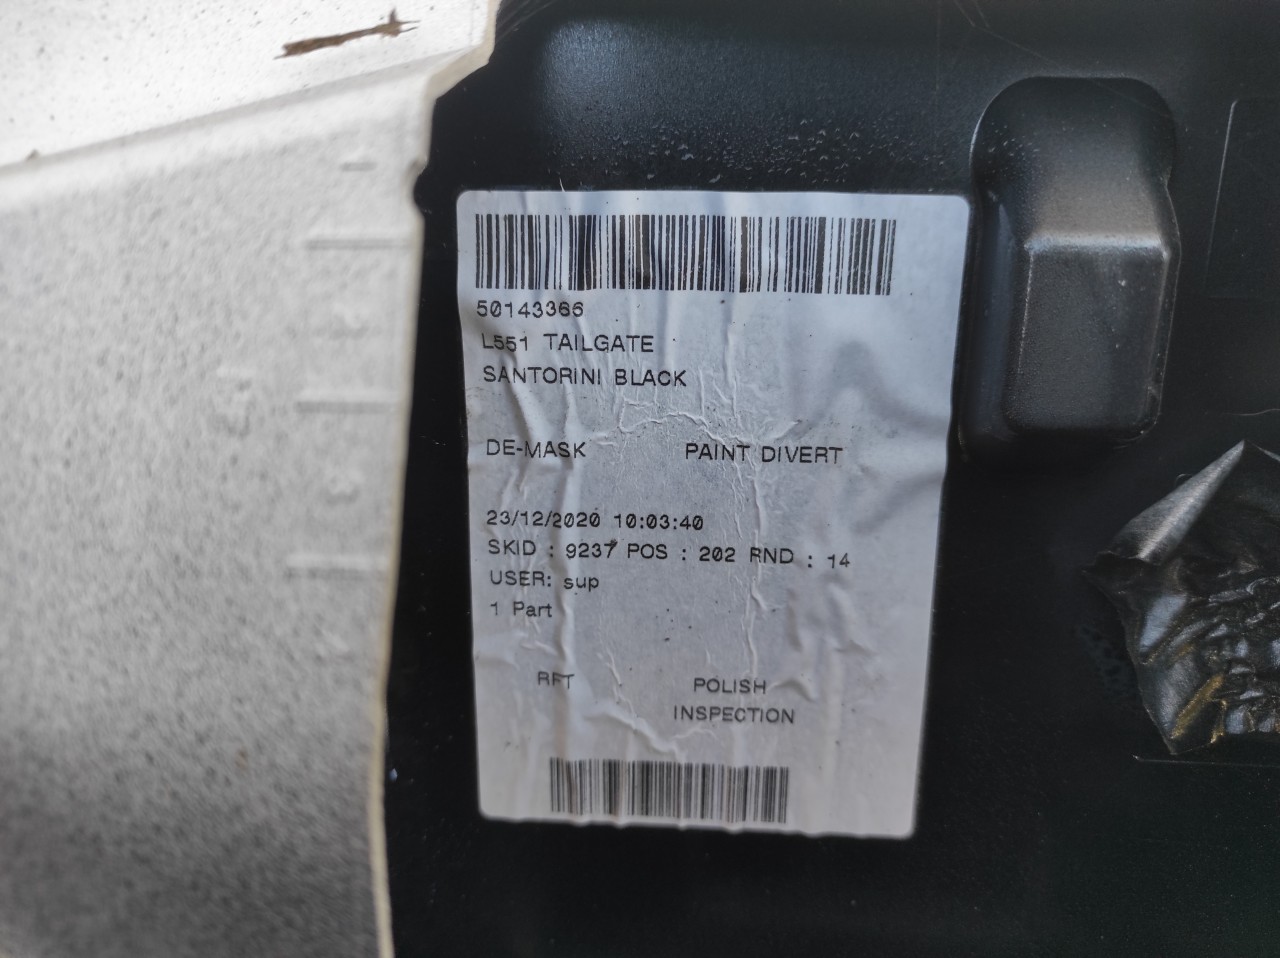 50143366
L551 TAILGATE
SANTORINI BLACK
DE-MASK PAINT DIVERT
23/12/2020 10:03:40
SKID : 9237 POS : 202 RND : 14
USER: sup
1 Part
RFT POLISH
INSPECTION